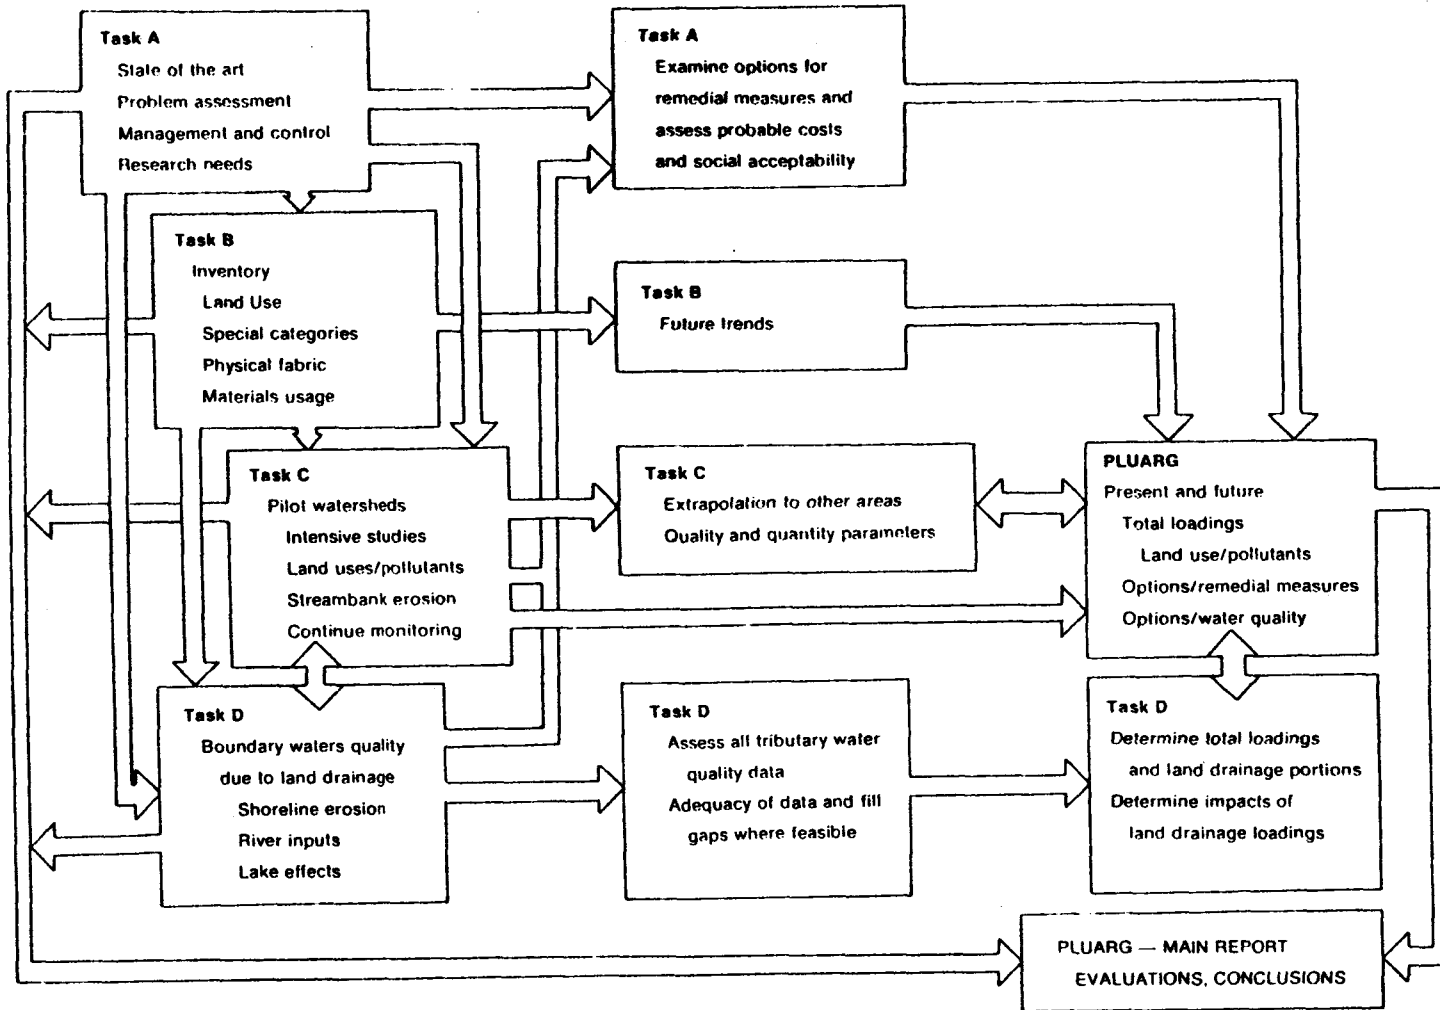 Task A
State of the art
Problem assessment
Management and control
Research needs
Task A
Examine options for
remedial measures and
assess probable costs
and social acceptability
Task B
Inventory
Land Use
Special categories
Physical fabric
Materials usage
Task B
Future trends
Task C
Pilot watersheds
Intensive studies
Land uses/pollutants
Streambank erosion
Continue monitoring
Task C
Extrapolation to other areas
Quality and quantity parameters
PLUARG
Present and future
Total loadings
Land use/pollutants
Options/remedial measures
Options/water quality
Task D
Boundary waters quality
due to land drainage
Shoreline erosion
River inputs
Lake effects
Task D
Assess all tributary water
quality data
Adequacy of data and fill
gaps where feasible
Task D
Determine total loadings
and land drainage portions
Determine impacts of
land drainage loadings
PLUARG — MAIN REPORT
EVALUATIONS, CONCLUSIONS